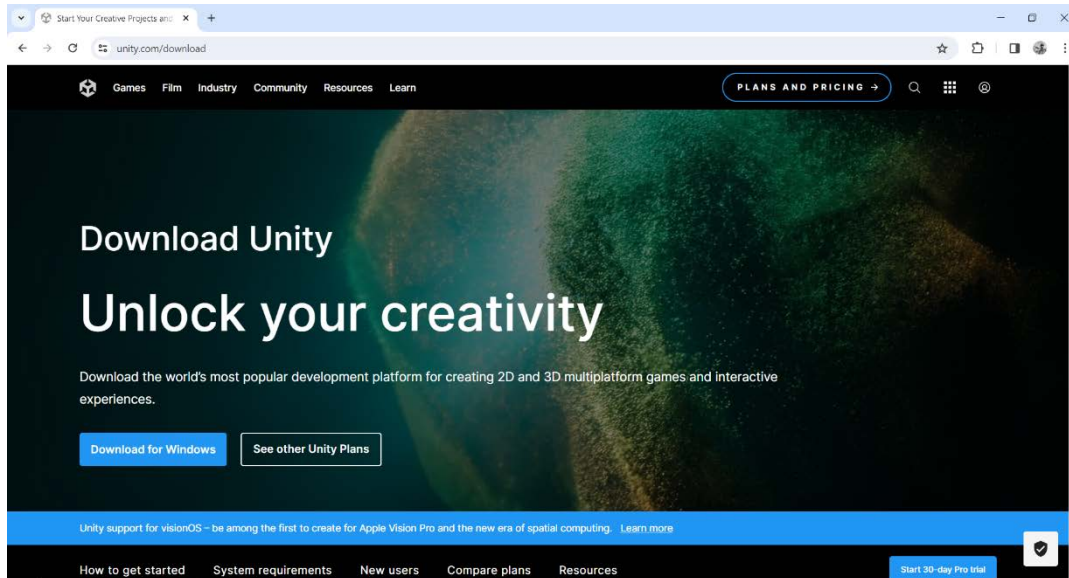 Start Your Creative Projects and
unity.com/download
Games Film Industry Community Resources Learn PLANS AND PRICING →
Download Unity
Unlock your creativity
Download the world's most popular development platform for creating 2D and 3D multiplatform games and interactive
experiences.
Download for Windows See other Unity Plans
Unity support for visionOS – be among the first to create for Apple Vision Pro and the new era of spatial computing. Learn more
How to get started System requirements New users Compare plans Resources Start 30-day Pro trial